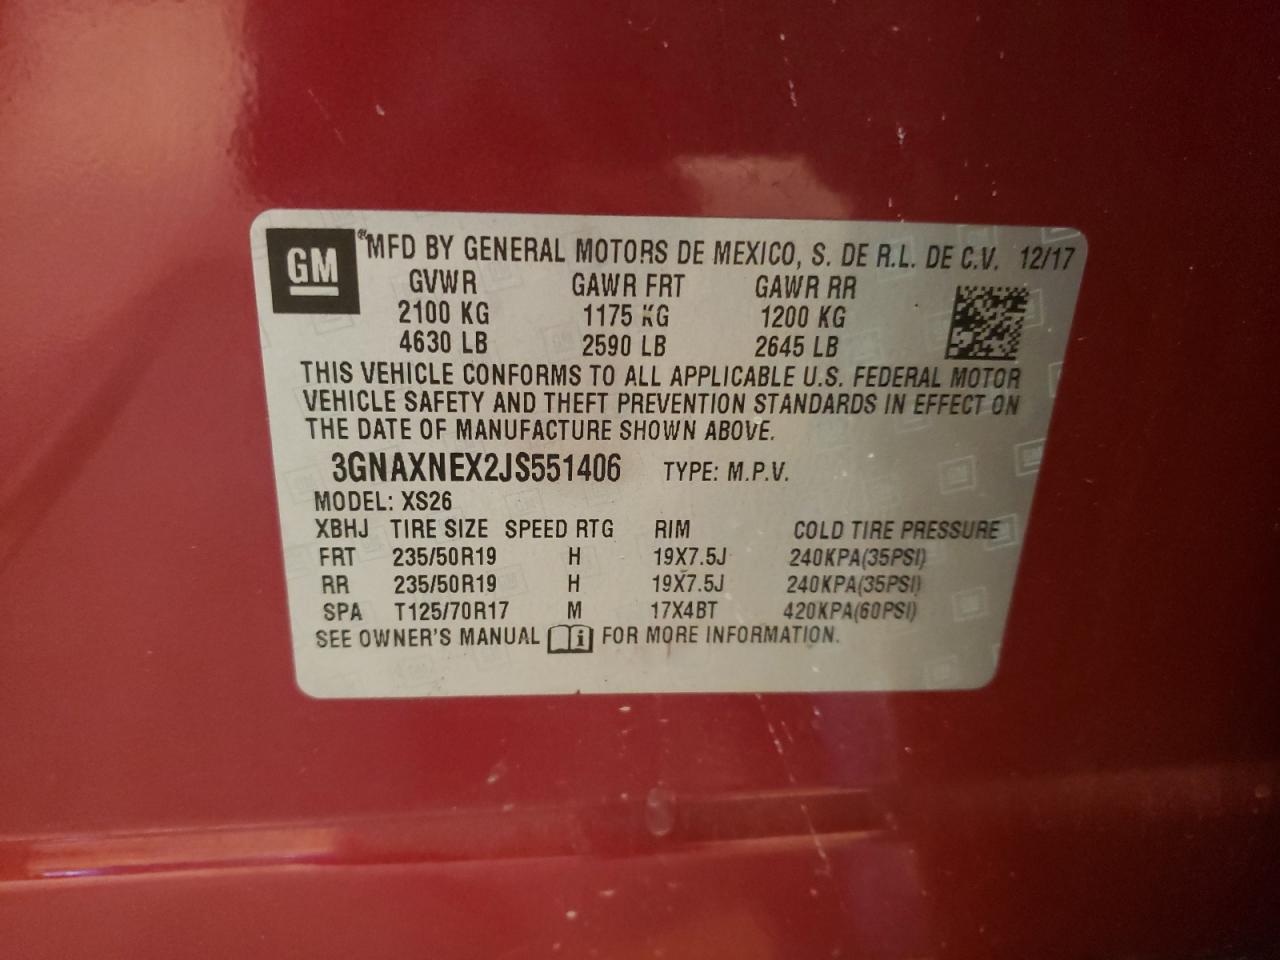 GM ® MFD BY GENERAL MOTORS DE MEXICO, S. DE R.L. DE C.V. 12/17
GVWR GAWR FRT GAWR RR
2100 KG 1175 KG 1200 KG
4630 LB 2590 LB 2645 LB
THIS VEHICLE CONFORMS TO ALL APPLICABLE U.S. FEDERAL MOTOR
VEHICLE SAFETY AND THEFT PREVENTION STANDARDS IN EFFECT ON
THE DATE OF MANUFACTURE SHOWN ABOVE.
3GNAXNEX2JS551406 TYPE: M.P.V.
MODEL: XS26
XBHJ TIRE SIZE SPEED RTG RIM COLD TIRE PRESSURE
FRT 235/50R19 H 19X7.5J 240KPA(35PSI)
RR 235/50R19 H 19X7.5J 240KPA(35PSI)
SPA T125/70R17 M 17X4BT 420KPA(60PSI)
SEE OWNER'S MANUAL i FOR MORE INFORMATION.